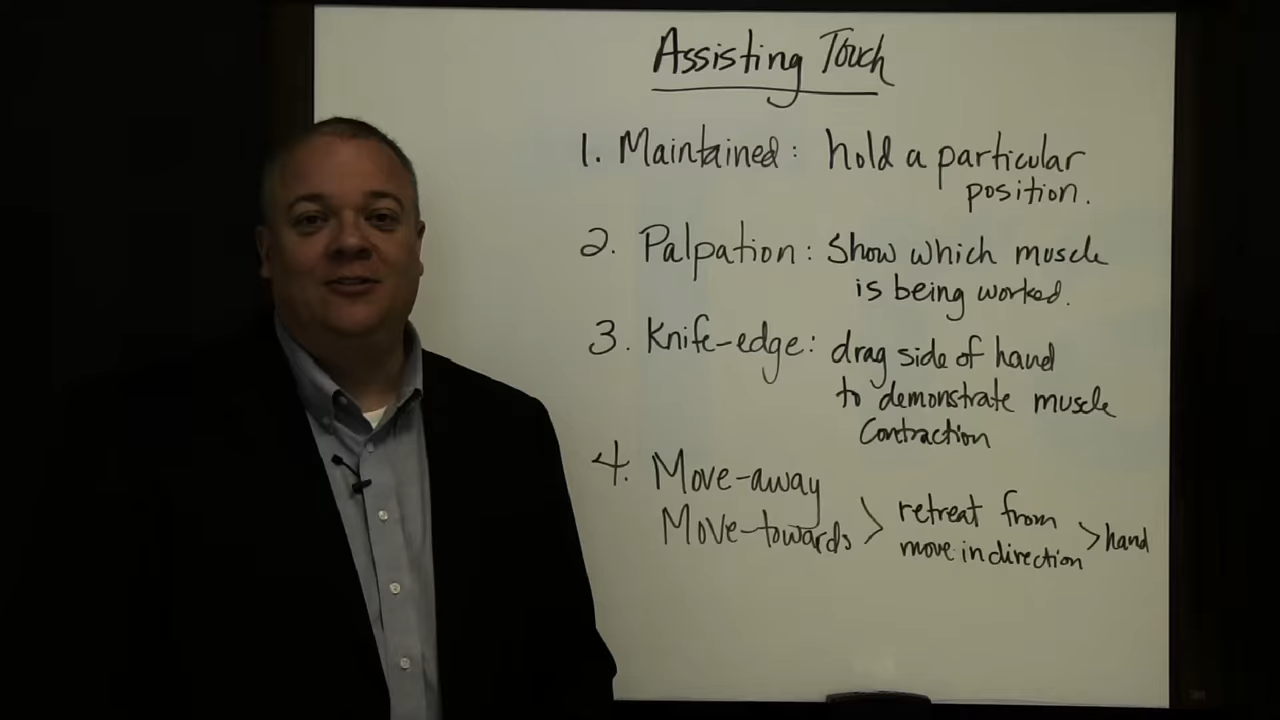 Assisting Touch
1. Maintained: hold a particular
position.
2. Palpation: Show which muscle
is being worked.
3. Knife-edge: drag side of hand
to demonstrate muscle
Contraction
4. Move-away
Move-towards > retreat from
move in direction > hand